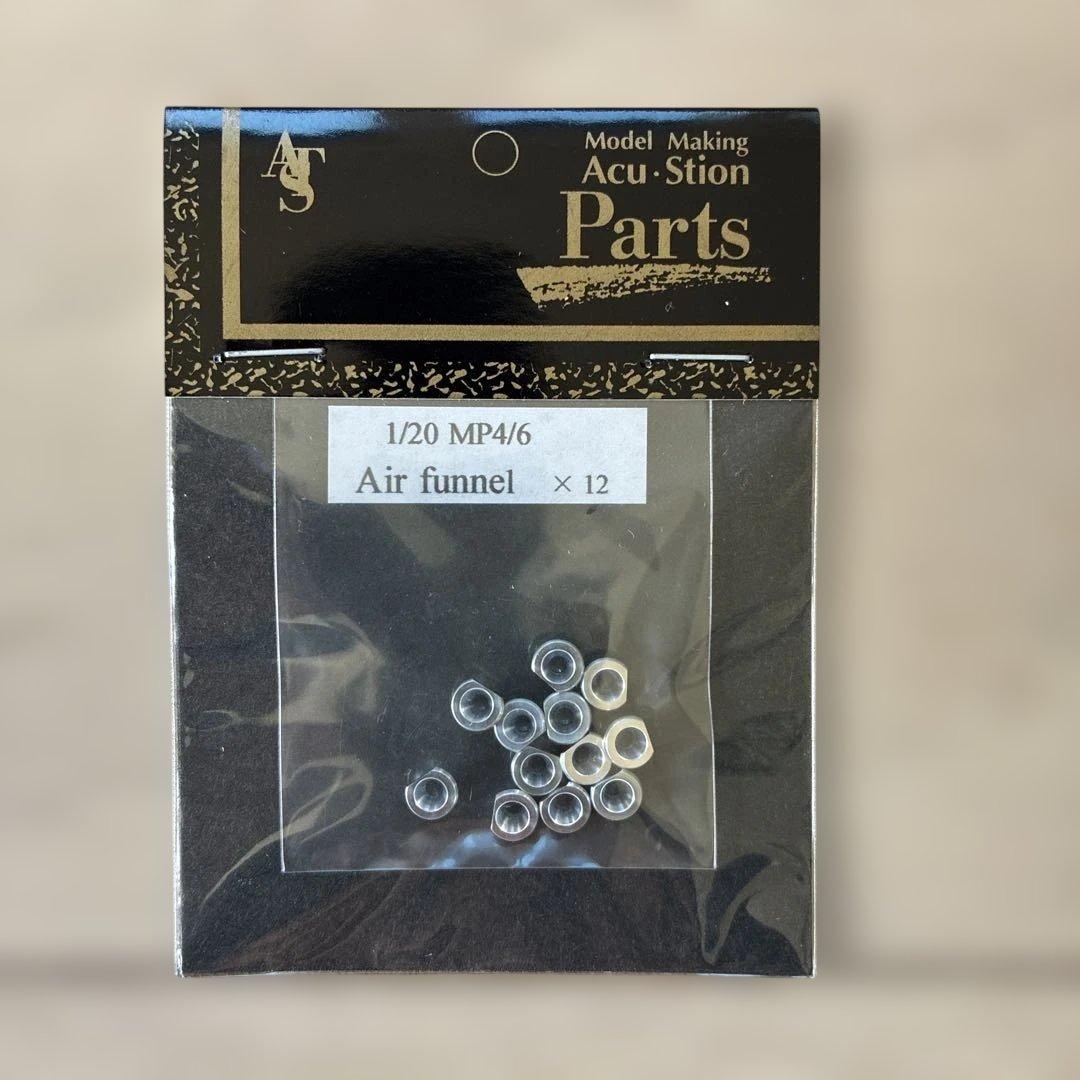 ATS
Model Making
Acu·Stion
Parts
1/20 MP4/6
Air funnel × 12